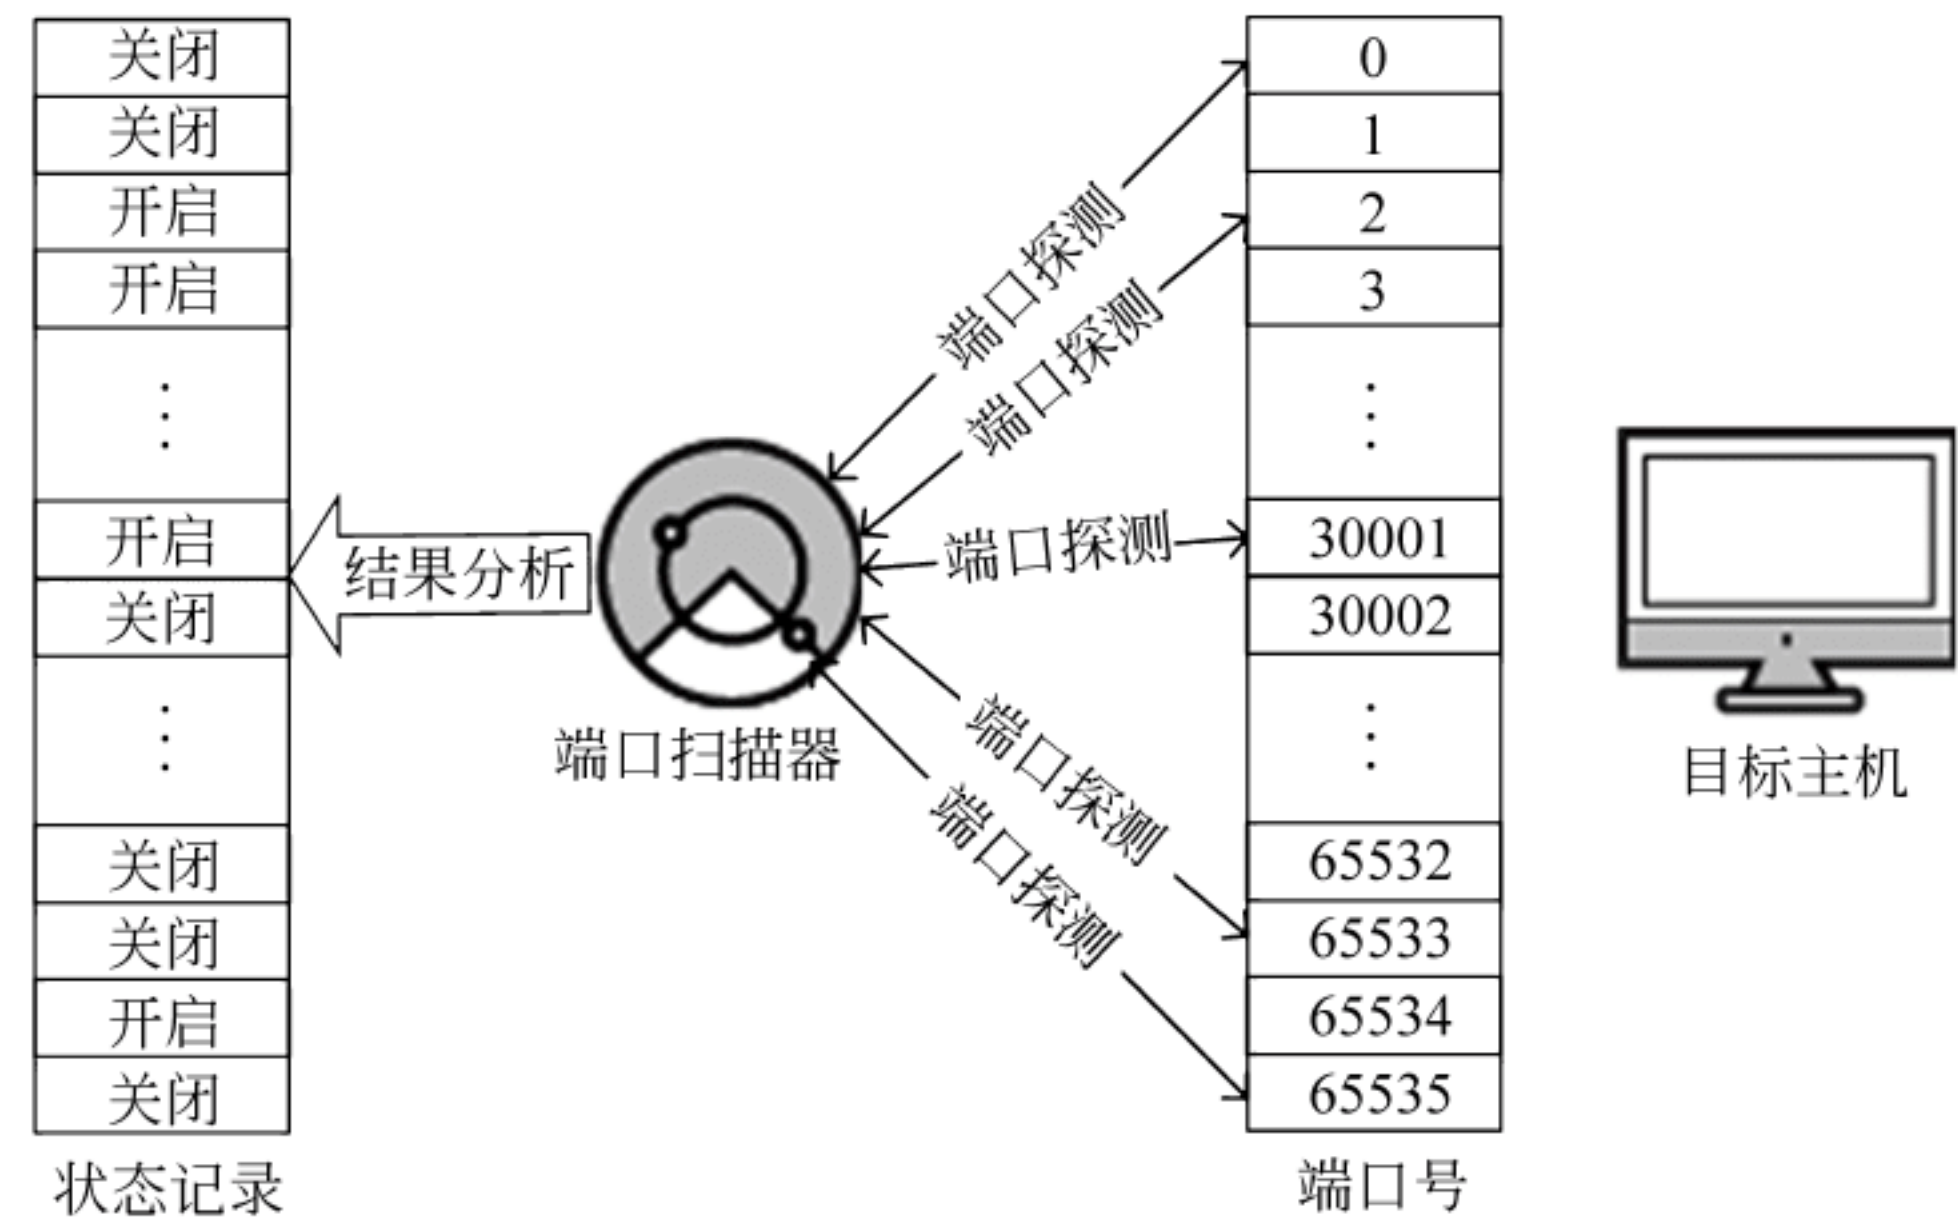 关闭
关闭
开启
开启
⋮
开启
关闭
⋮
关闭
关闭
开启
关闭
状态记录
结果分析
端口扫描器
端口探测
端口探测
端口探测
端口探测
端口探测
0
1
2
3
⋮
30001
30002
⋮
65532
65533
65534
65535
端口号
目标主机